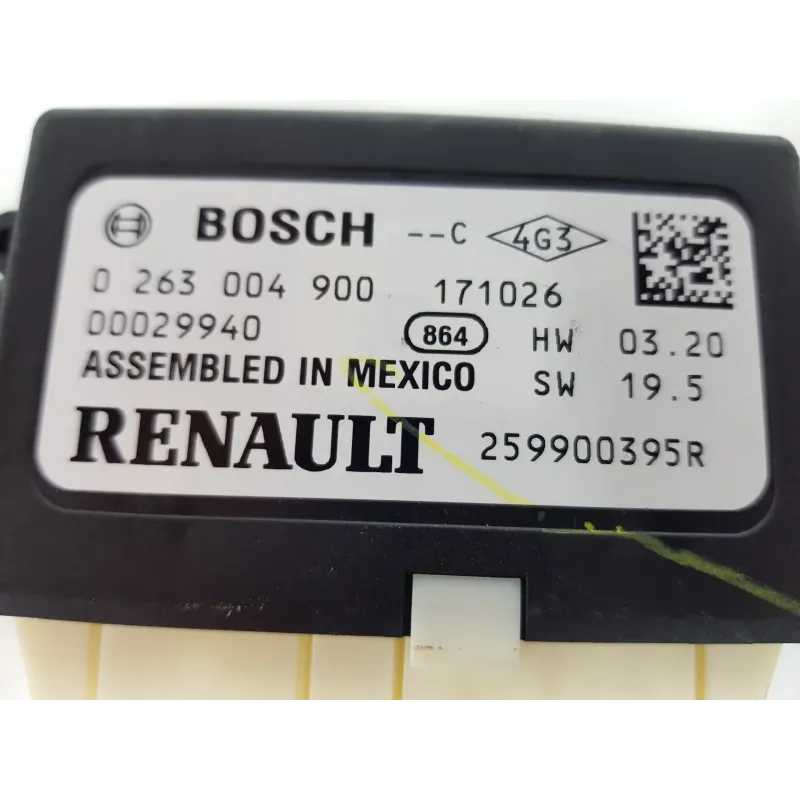 BOSCH --C 4G3
0 263 004 900 171026
00029940 864 HW 03.20
ASSEMBLED IN MEXICO SW 19.5
RENAULT 259900395R